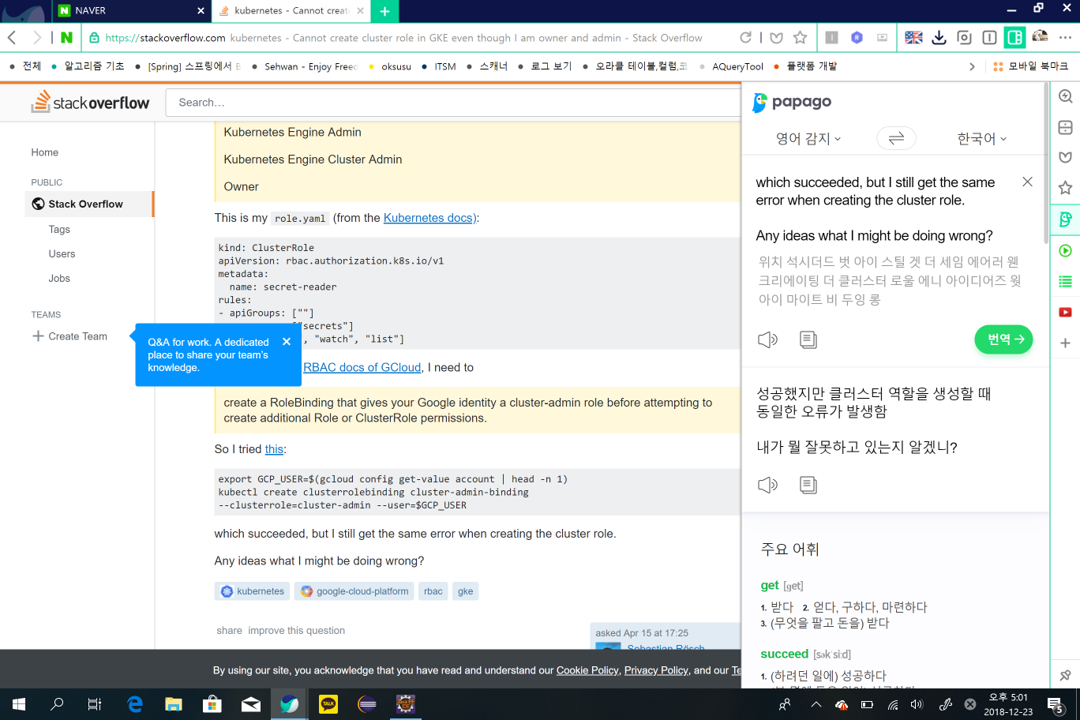 NAVER
kubernetes - Cannot creat
https://stackoverflow.com kubernetes - Cannot create cluster role in GKE even though I am owner and admin - Stack Overflow
전체
알고리즘 기초
[Spring] 스프링에서 B
Sehwan - Enjoy Freed
oksusu
ITSM
스캐너
로그 보기
오라클 테이블,컬럼,코
AQueryTool
플랫폼 개발
모바일 북마크
stackoverflow
Search…
Home
PUBLIC
Stack Overflow
Tags
Users
Jobs
TEAMS
Create Team
Q&A for work. A dedicated
place to share your team's
knowledge.
Kubernetes Engine Admin
Kubernetes Engine Cluster Admin
Owner
This is my role.yaml (from the Kubernetes docs):
kind: ClusterRole
apiVersion: rbac.authorization.k8s.io/v1
metadata:
name: secret-reader
rules:
- apiGroups: [""]
"secrets"]
, "watch", "list"]
RBAC docs of GCloud, I need to
create a RoleBinding that gives your Google identity a cluster-admin role before attempting to
create additional Role or ClusterRole permissions.
So I tried this:
export GCP_USER=$(gcloud config get-value account | head -n 1)
kubectl create clusterrolebinding cluster-admin-binding
--clusterrole=cluster-admin --user=$GCP_USER
which succeeded, but I still get the same error when creating the cluster role.
Any ideas what I might be doing wrong?
kubernetes
google-cloud-platform
rbac
gke
share improve this question
asked Apr 15 at 17:25
Sebastian Rösch
By using our site, you acknowledge that you have read and understand our Cookie Policy, Privacy Policy, and our Te
papago
영어 감지
한국어
which succeeded, but I still get the same
error when creating the cluster role.
Any ideas what I might be doing wrong?
위치 석시더드 벗 아이 스틸 겟 더 세임 에어러 웬
크리에이팅 더 클러스터 로울 에니 아이디어즈 웟
아이 마이트 비 두잉 롱
번역
성공했지만 클러스터 역할을 생성할 때
동일한 오류가 발생함
내가 뭘 잘못하고 있는지 알겠니?
주요 어휘
get [ɡet]
1. 받다 2. 얻다, 구하다, 마련하다
3. (무엇을 팔고 돈을) 받다
succeed [səkˈsiːd]
1. (하려던 일에) 성공하다
TALK
오후 5:01
2018-12-23
5